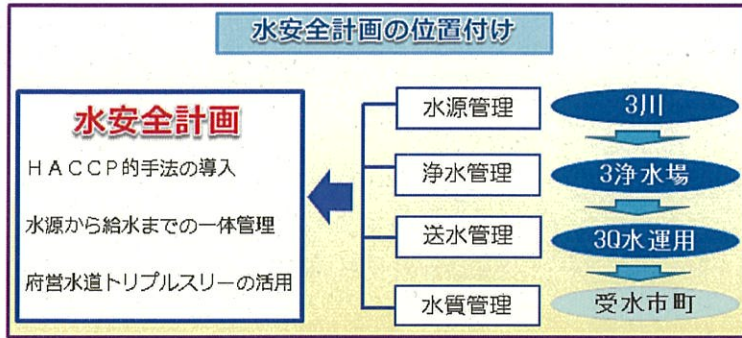 水安全計画の位置付け
水安全計画
HACCP的手法の導入
水源から給水までの一体管理
府営水道トリプルスリーの活用
水源管理
3川
浄水管理
3浄水場
送水管理
3Q水運用
水質管理
受水市町